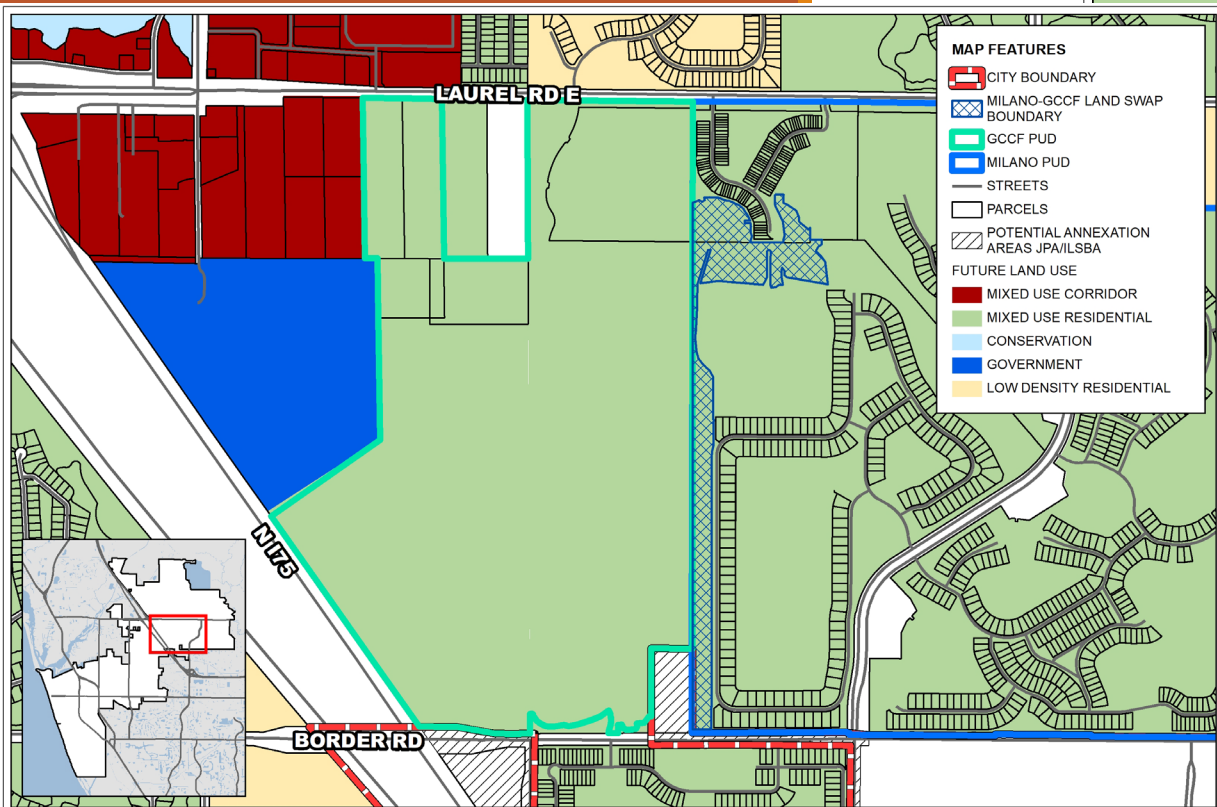 LAUREL RD E
MAP FEATURES
CITY BOUNDARY
MILANO-GCCF LAND SWAP
BOUNDARY
GCCF PUD
MILANO PUD
STREETS
PARCELS
POTENTIAL ANNEXATION
AREAS JPA/ILSBA
FUTURE LAND USE
MIXED USE CORRIDOR
MIXED USE RESIDENTIAL
CONSERVATION
GOVERNMENT
LOW DENSITY RESIDENTIAL
N I75
BORDER RD